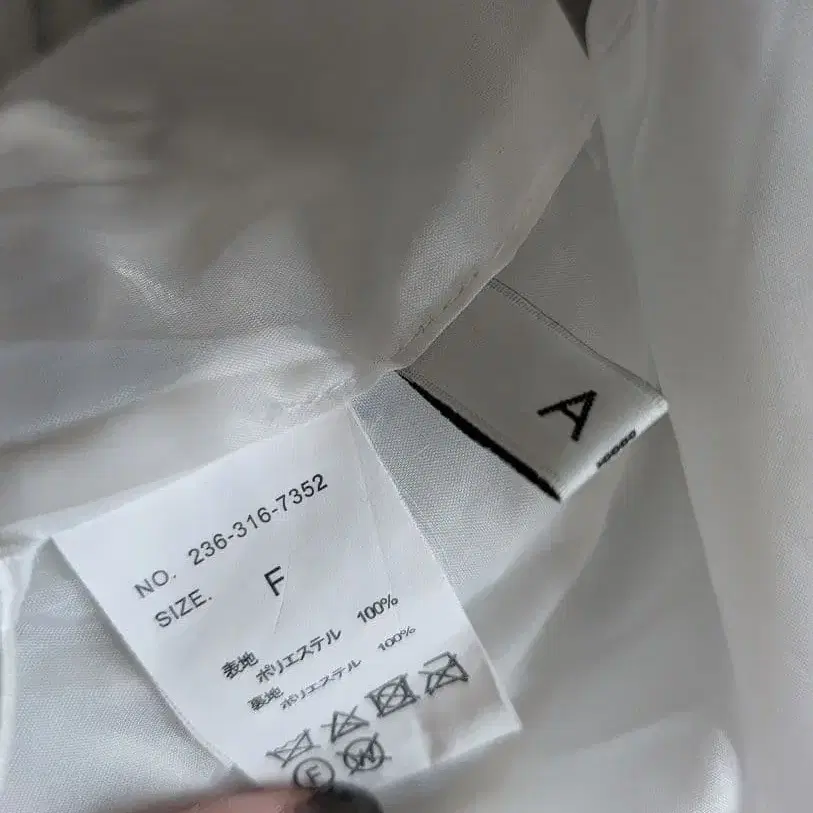 NO. 236-316-7352
SIZE. F
表地 ポリエステル 100%
裏地 ポリエステル 100%
F
W
A